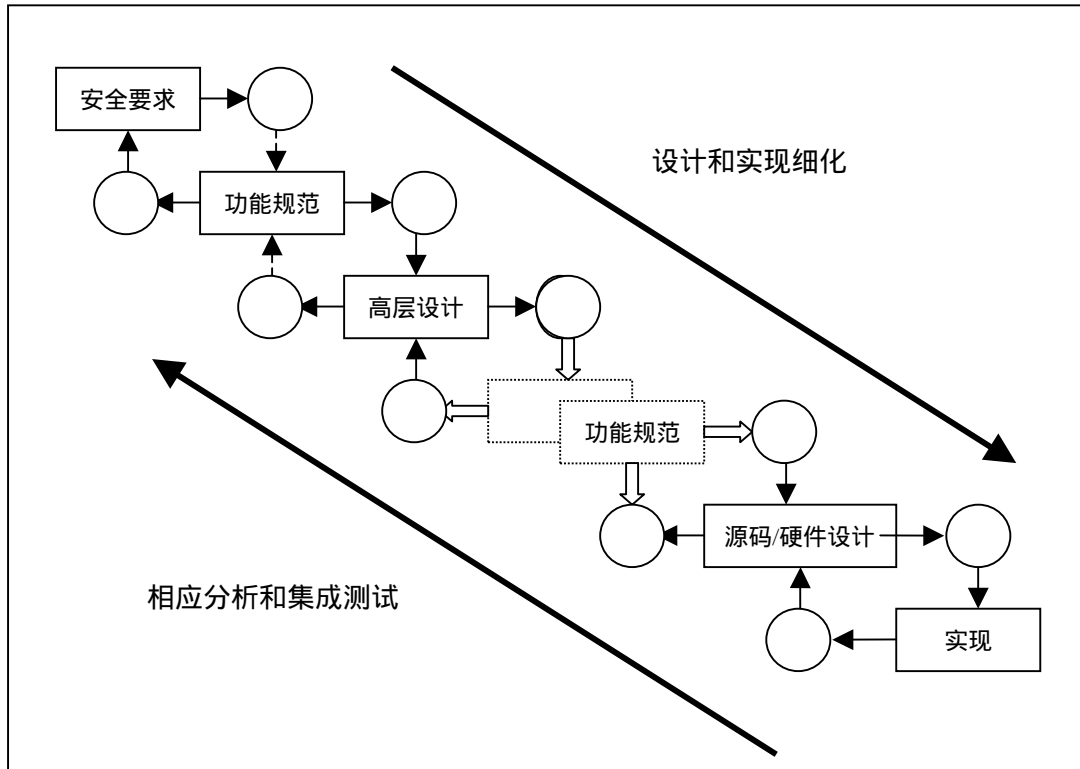 安全要求
设计和实现细化
功能规范
高层设计
功能规范
源码/硬件设计
相应分析和集成测试
实现